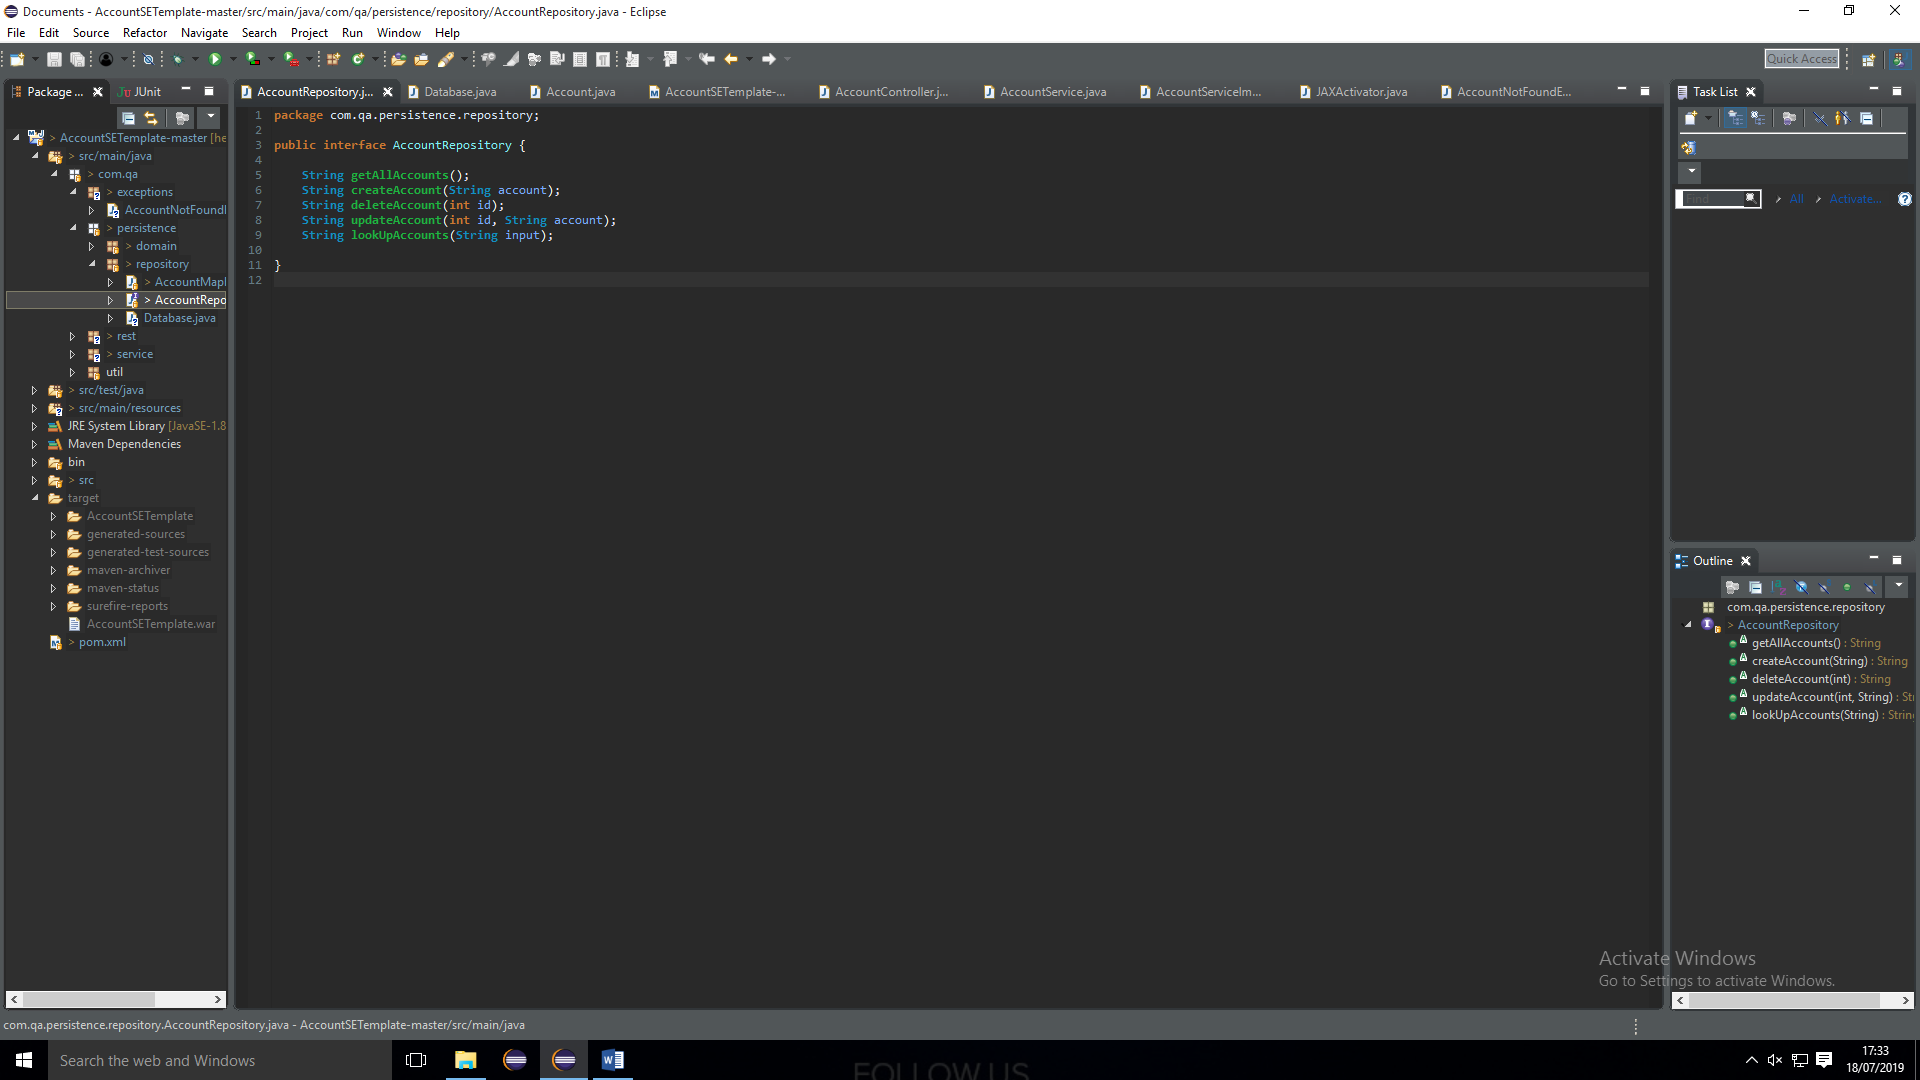 Documents - AccountSETemplate-master/src/main/java/com/qa/persistence/repository/AccountRepository.java - Eclipse
File Edit Source Refactor Navigate Search Project Run Window Help
Quick Access
Package ... JUnit
AccountRepository.j... Database.java Account.java AccountSETemplate-... AccountController.j... AccountService.java AccountServiceIm... JAXActivator.java AccountNotFoundE...
Task List
> AccountSETemplate-master [he
> src/main/java
> com.qa
> exceptions
AccountNotFoundI
> persistence
> domain
> repository
> AccountMapI
> AccountRepo
Database.java
> rest
> service
util
> src/test/java
> src/main/resources
JRE System Library [JavaSE-1.8
Maven Dependencies
bin
> src
target
AccountSETemplate
generated-sources
generated-test-sources
maven-archiver
maven-status
surefire-reports
AccountSETemplate.war
> pom.xml
1 package com.qa.persistence.repository;
2
3 public interface AccountRepository {
4
5 String getAllAccounts();
6 String createAccount(String account);
7 String deleteAccount(int id);
8 String updateAccount(int id, String account);
9 String lookUpAccounts(String input);
10
11 }
12
Find All Activate...
Outline
com.qa.persistence.repository
> AccountRepository
getAllAccounts() : String
createAccount(String) : String
deleteAccount(int) : String
updateAccount(int, String) : St
lookUpAccounts(String) : String
Activate Windows
Go to Settings to activate Windows.
com.qa.persistence.repository.AccountRepository.java - AccountSETemplate-master/src/main/java
Search the web and Windows
FOLLOW US
17:33
18/07/2019